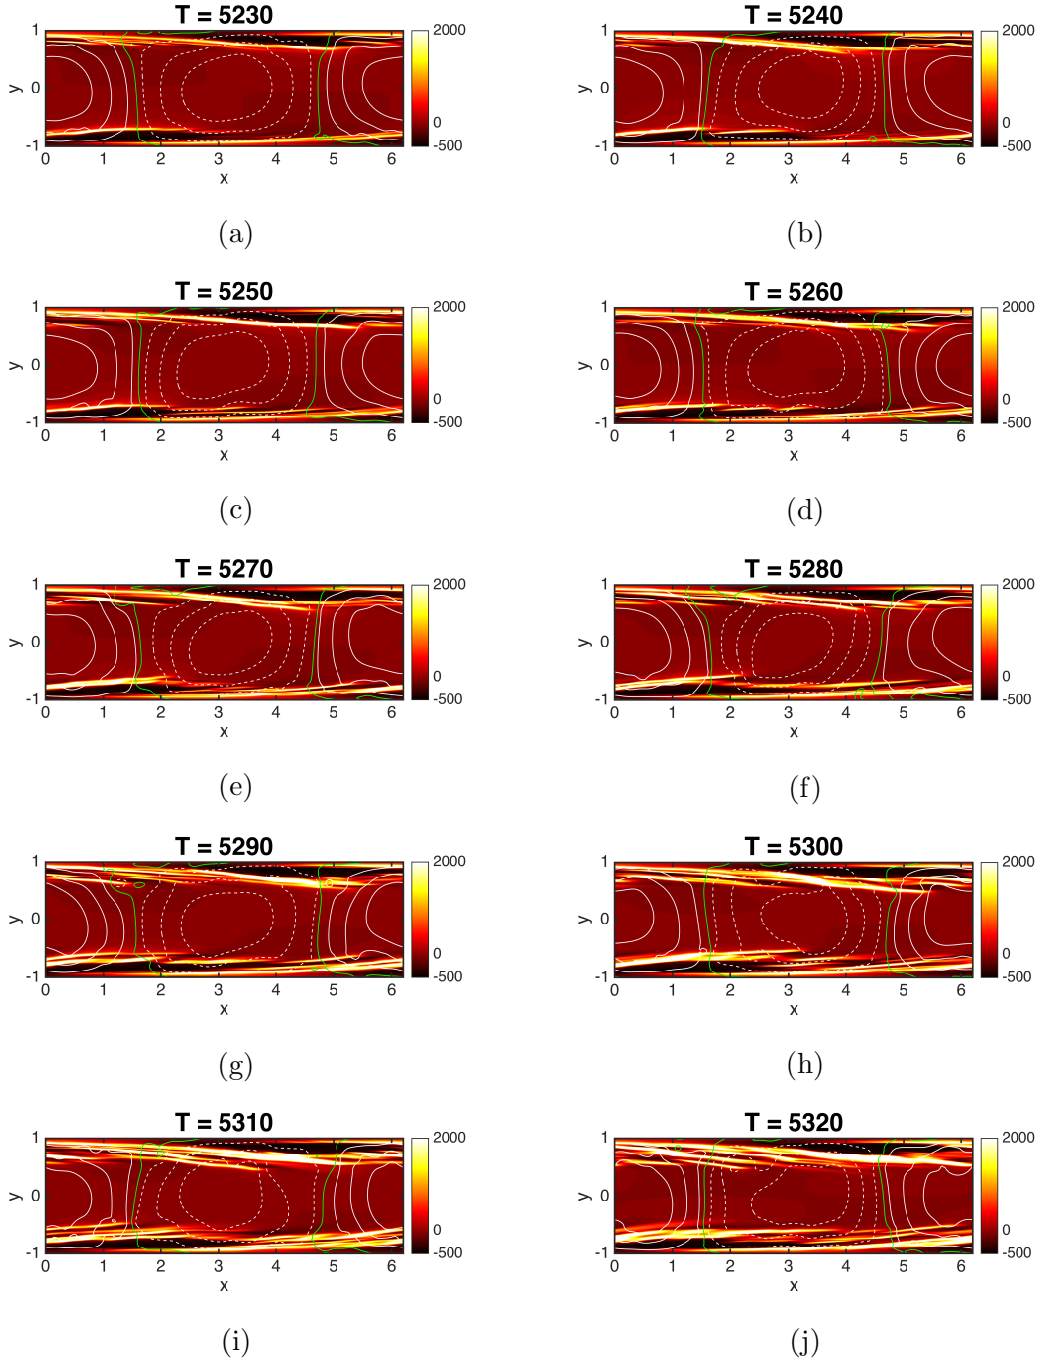 T = 5230
T = 5240
1
0
-1
y
0 1 2 3 4 5 6
x
2000
0
-500
1
0
-1
y
0 1 2 3 4 5 6
x
2000
0
-500
(a)
(b)
T = 5250
T = 5260
1
0
-1
y
0 1 2 3 4 5 6
x
2000
0
-500
1
0
-1
y
0 1 2 3 4 5 6
x
2000
0
-500
(c)
(d)
T = 5270
T = 5280
1
0
-1
y
0 1 2 3 4 5 6
x
2000
0
-500
1
0
-1
y
0 1 2 3 4 5 6
x
2000
0
-500
(e)
(f)
T = 5290
T = 5300
1
0
-1
y
0 1 2 3 4 5 6
x
2000
0
-500
1
0
-1
y
0 1 2 3 4 5 6
x
2000
0
-500
(g)
(h)
T = 5310
T = 5320
1
0
-1
y
0 1 2 3 4 5 6
x
2000
0
-500
1
0
-1
y
0 1 2 3 4 5 6
x
2000
0
-500
(i)
(j)